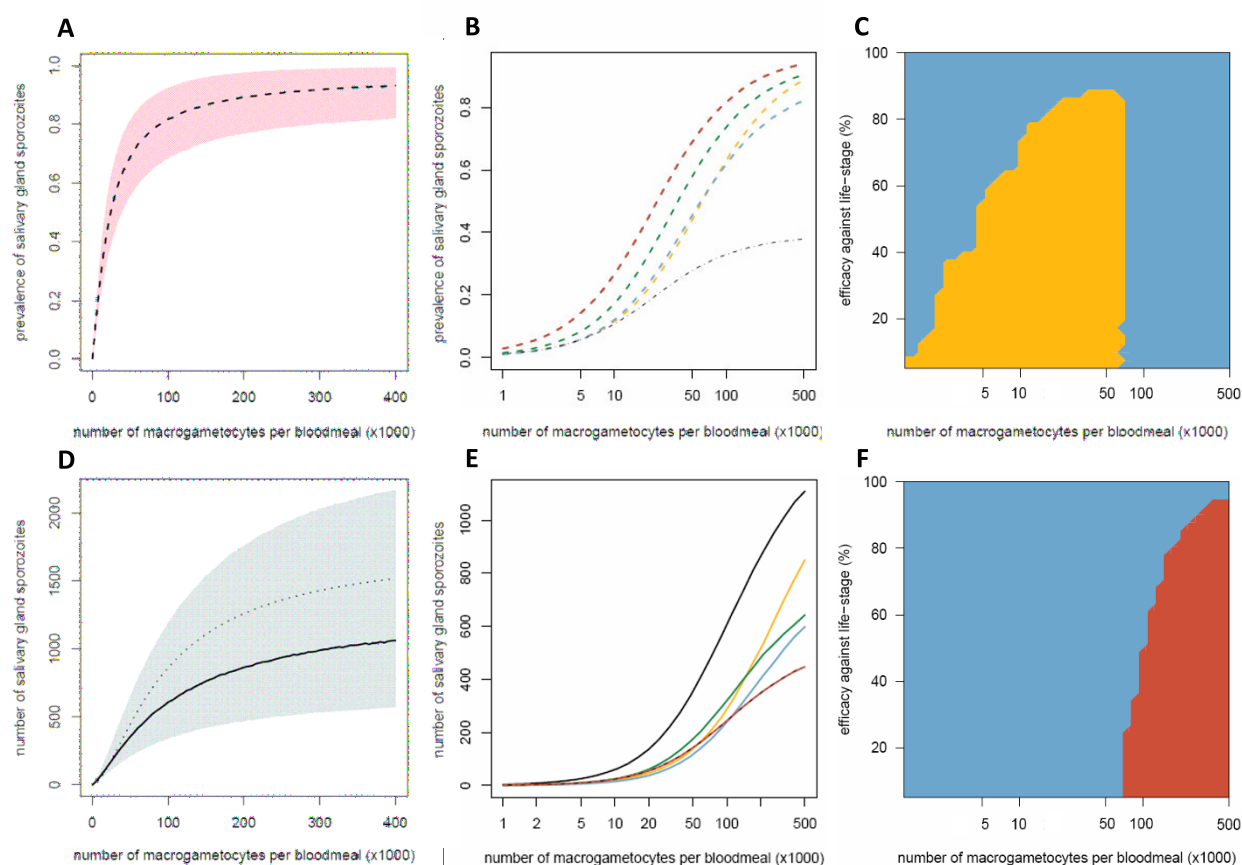 A
prevalence of salivary gland sporozoites
1.0
0.8
0.6
0.4
0.2
0.0
0 100 200 300 400
number of macrogametocytes per bloodmeal (x1000)
B
prevalence of salivary gland sporozoites
1.0
0.8
0.6
0.4
0.2
0.0
1 5 10 50 100 500
number of macrogametocytes per bloodmeal (x1000)
C
efficacy against life-stage (%)
100
80
60
40
20
5 10 50 100 500
number of macrogametocytes per bloodmeal (x1000)
D
number of salivary gland sporozoites
2000
1500
1000
500
0
0 100 200 300 400
number of macrogametocytes per bloodmeal (x1000)
E
number of salivary gland sporozoites
1000
800
600
400
200
0
1 2 5 10 20 50 100 500
number of macrogametocytes per bloodmeal (x1000)
F
efficacy against life-stage (%)
100
80
60
40
20
5 10 50 100 500
number of macrogametocytes per bloodmeal (x1000)